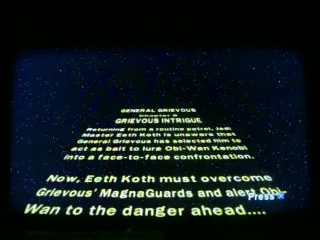 GENERAL GRIEVOUS
Chapter
GRIEVOUS INTRIGUE
Returning from a routine patrol, Jedi
Master Eeth Koth is unaware that
General Grievous has selected him to
act as bait to lure Obi-Wan Kenobi
into a face-to-face confrontation.
Now, Eeth Koth must overcome
Grievous' MagnaGuards and alert Obi-
Wan to the danger ahead....
Press